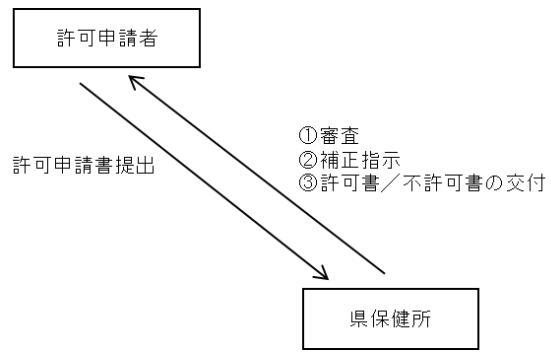 許可申請者
①審査
②補正指示
許可申請書提出
③許可書／不許可書の交付
県保健所